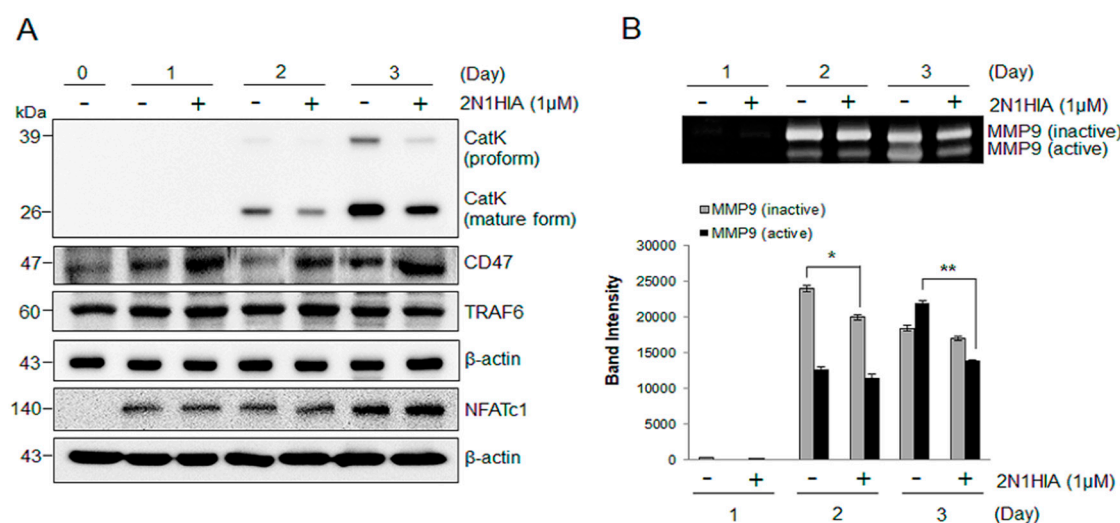 A
0 1 2 3 (Day)
- - + - + - + 2N1HIA (1µM)
kDa
39 CatK
(proform)
26 CatK
(mature form)
47 CD47
60 TRAF6
43 β-actin
140 NFATc1
43 β-actin
B
1 2 3 (Day)
- + - + - + 2N1HIA (1µM)
MMP9 (inactive)
MMP9 (active)
MMP9 (inactive)
MMP9 (active)
30000
25000
20000
15000
10000
5000
0
Band Intensity
* **
- + - + - + 2N1HIA (1µM)
1 2 3 (Day)